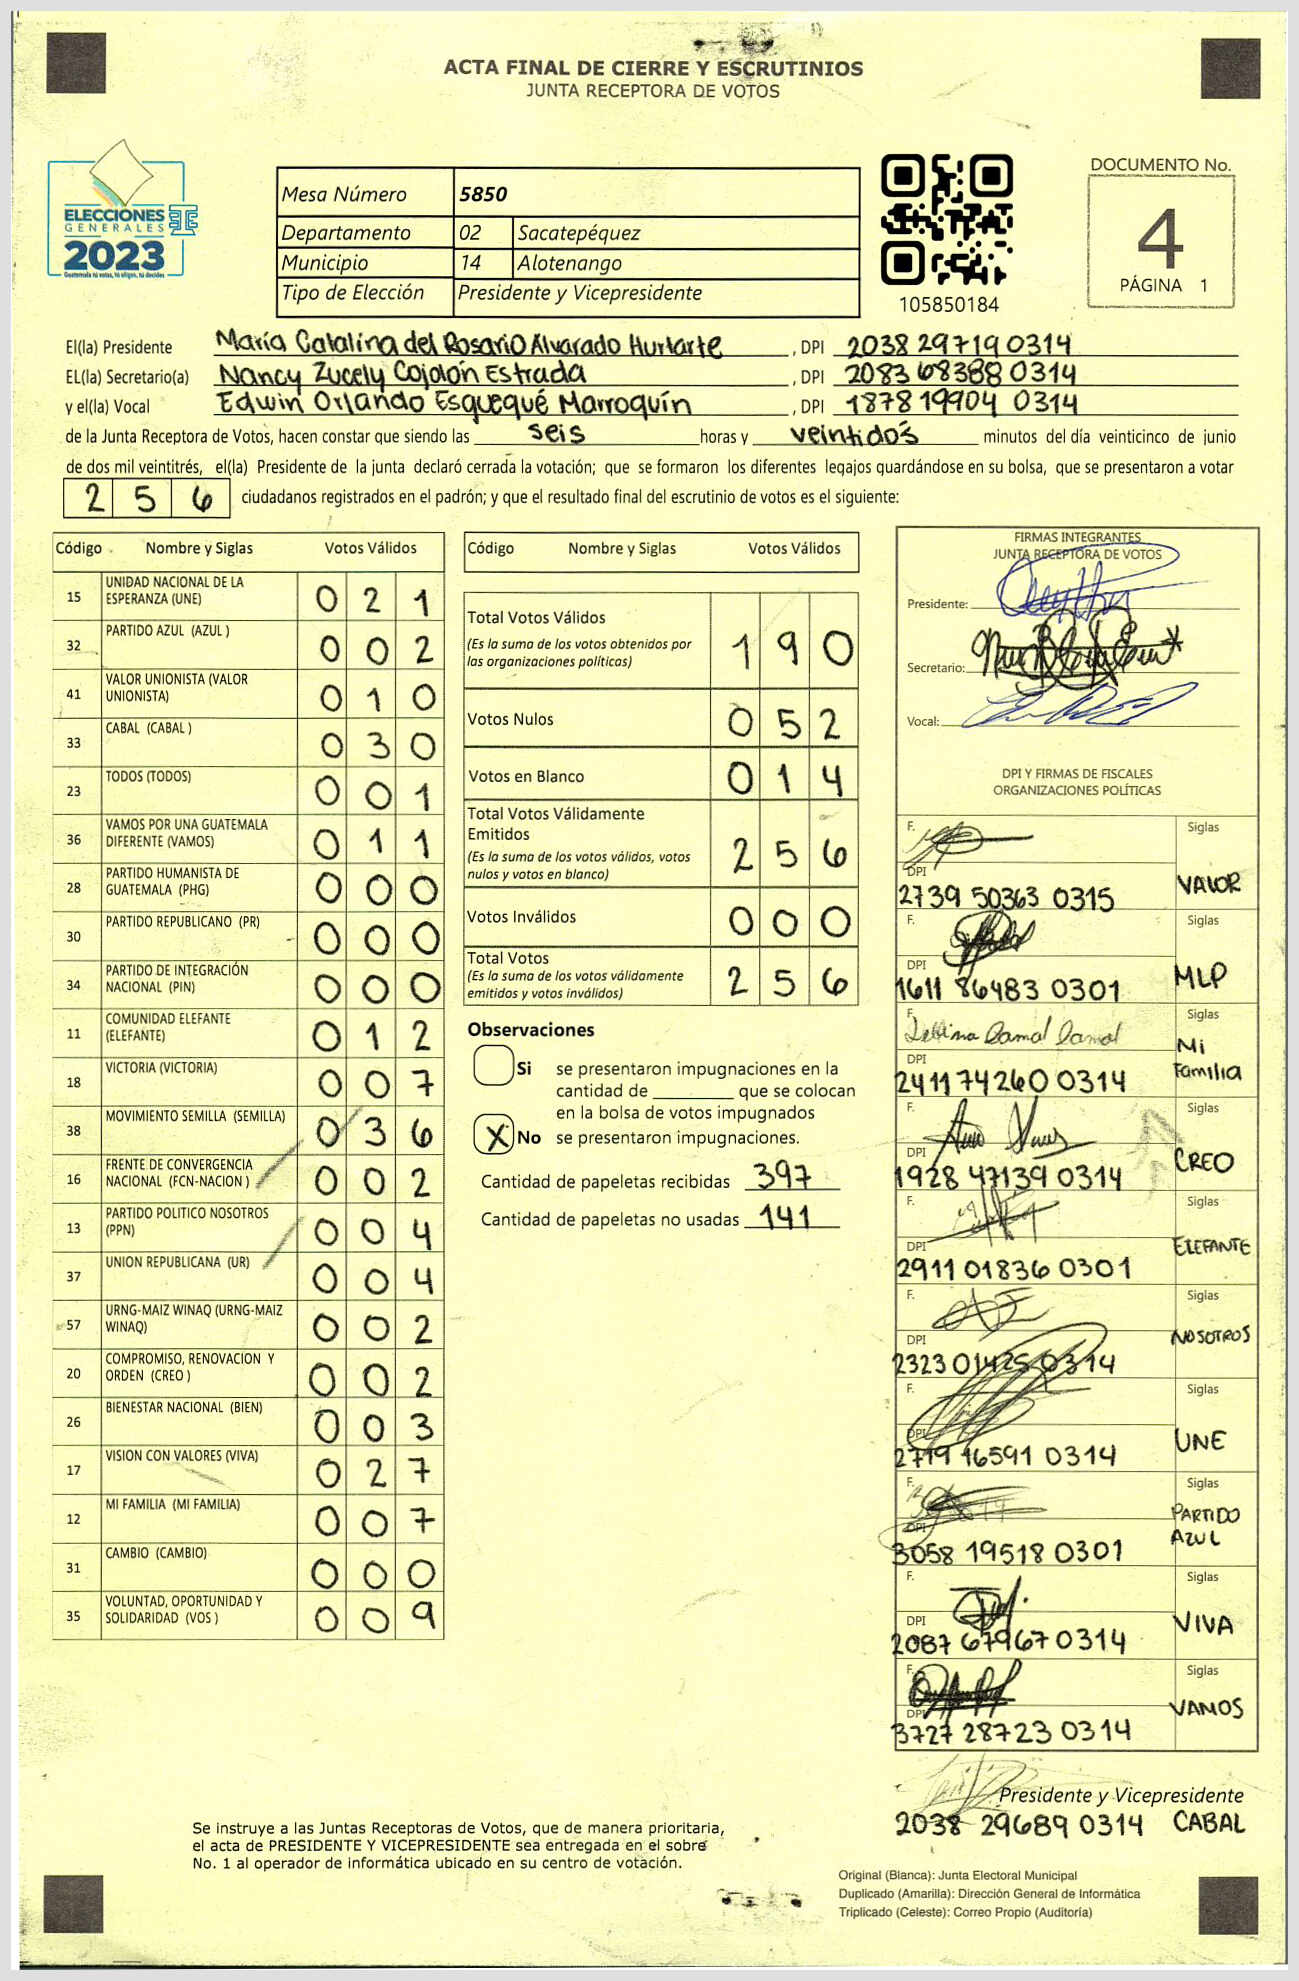 ACTA FINAL DE CIERRE Y ESCRUTINIOS
JUNTA RECEPTORA DE VOTOS
ELECCIONES
GENERALES
2023
Guatemala tú votas, tú eliges, tú decides
Mesa Número 5850
Departamento 02 Sacatepéquez
Municipio 14 Alotenango
Tipo de Elección Presidente y Vicepresidente
105850184
DOCUMENTO No.
4
PÁGINA 1
El(la) Presidente María Catalina del Rosario Alvarado Hurtarte , DPI 2038 29719 0314
EL(la) Secretario(a) Nancy Zucely Cojolón Estrada , DPI 2083 68388 0314
y el(la) Vocal Edwin Orlando Esquequé Marroquín , DPI 1878 19904 0314
de la Junta Receptora de Votos, hacen constar que siendo las seis horas y veintidós minutos del día veinticinco de junio
de dos mil veintitrés, el(la) Presidente de la junta declaró cerrada la votación; que se formaron los diferentes legajos guardándose en su bolsa, que se presentaron a votar
2 5 6 ciudadanos registrados en el padrón; y que el resultado final del escrutinio de votos es el siguiente:
Código Nombre y Siglas Votos Válidos
15 UNIDAD NACIONAL DE LA
ESPERANZA (UNE) 0 2 1
32 PARTIDO AZUL (AZUL ) 0 0 2
41 VALOR UNIONISTA (VALOR
UNIONISTA) 0 1 0
33 CABAL (CABAL ) 0 3 0
23 TODOS (TODOS) 0 0 1
36 VAMOS POR UNA GUATEMALA
DIFERENTE (VAMOS) 0 1 1
28 PARTIDO HUMANISTA DE
GUATEMALA (PHG) 0 0 0
30 PARTIDO REPUBLICANO (PR) 0 0 0
34 PARTIDO DE INTEGRACIÓN
NACIONAL (PIN) 0 0 0
11 COMUNIDAD ELEFANTE
(ELEFANTE) 0 1 2
18 VICTORIA (VICTORIA) 0 0 7
38 MOVIMIENTO SEMILLA (SEMILLA) 0 3 6
16 FRENTE DE CONVERGENCIA
NACIONAL (FCN-NACION ) 0 0 2
13 PARTIDO POLITICO NOSOTROS
(PPN) 0 0 4
37 UNION REPUBLICANA (UR) 0 0 4
57 URNG-MAIZ WINAQ (URNG-MAIZ
WINAQ) 0 0 2
20 COMPROMISO, RENOVACION Y
ORDEN (CREO ) 0 0 2
26 BIENESTAR NACIONAL (BIEN) 0 0 3
17 VISION CON VALORES (VIVA) 0 2 7
12 MI FAMILIA (MI FAMILIA) 0 0 7
31 CAMBIO (CAMBIO) 0 0 0
35 VOLUNTAD, OPORTUNIDAD Y
SOLIDARIDAD (VOS ) 0 0 9
Código Nombre y Siglas Votos Válidos
Total Votos Válidos
(Es la suma de los votos obtenidos por
las organizaciones políticas) 1 9 0
Votos Nulos 0 5 2
Votos en Blanco 0 1 4
Total Votos Válidamente
Emitidos
(Es la suma de los votos válidos, votos
nulos y votos en blanco) 2 5 6
Votos Inválidos 0 0 0
Total Votos
(Es la suma de los votos válidamente
emitidos y votos inválidos) 2 5 6
Observaciones
Si se presentaron impugnaciones en la
cantidad de ________ que se colocan
en la bolsa de votos impugnados
X No se presentaron impugnaciones.
Cantidad de papeletas recibidas 397
Cantidad de papeletas no usadas 141
FIRMAS INTEGRANTES
JUNTA RECEPTORA DE VOTOS
Presidente:
Secretario:
Vocal:
DPI Y FIRMAS DE FISCALES
ORGANIZACIONES POLÍTICAS
F. Siglas
DPI
2739 50363 0315 VALOR
F. Siglas
DPI
1611 86483 0301 MLP
F. Siglas
DPI
2411 74260 0314 Mi Familia
F. Siglas
DPI
1928 47139 0314 CREO
F. Siglas
DPI
2911 01836 0301 ELEFANTE
F. Siglas
DPI
2323 01425 0314 NOSOTROS
F. Siglas
DPI
2719 16591 0314 UNE
F. Siglas
DPI
3058 19518 0301 PARTIDO AZUL
F. Siglas
DPI
2087 67967 0314 VIVA
F. Siglas
DPI
3727 28723 0314 VAMOS
Presidente y Vicepresidente
2038 29689 0314 CABAL
Se instruye a las Juntas Receptoras de Votos, que de manera prioritaria,
el acta de PRESIDENTE Y VICEPRESIDENTE sea entregada en el sobre
No. 1 al operador de informática ubicado en su centro de votación.
Original (Blanca): Junta Electoral Municipal
Duplicado (Amarilla): Dirección General de Informática
Triplicado (Celeste): Correo Propio (Auditoría)